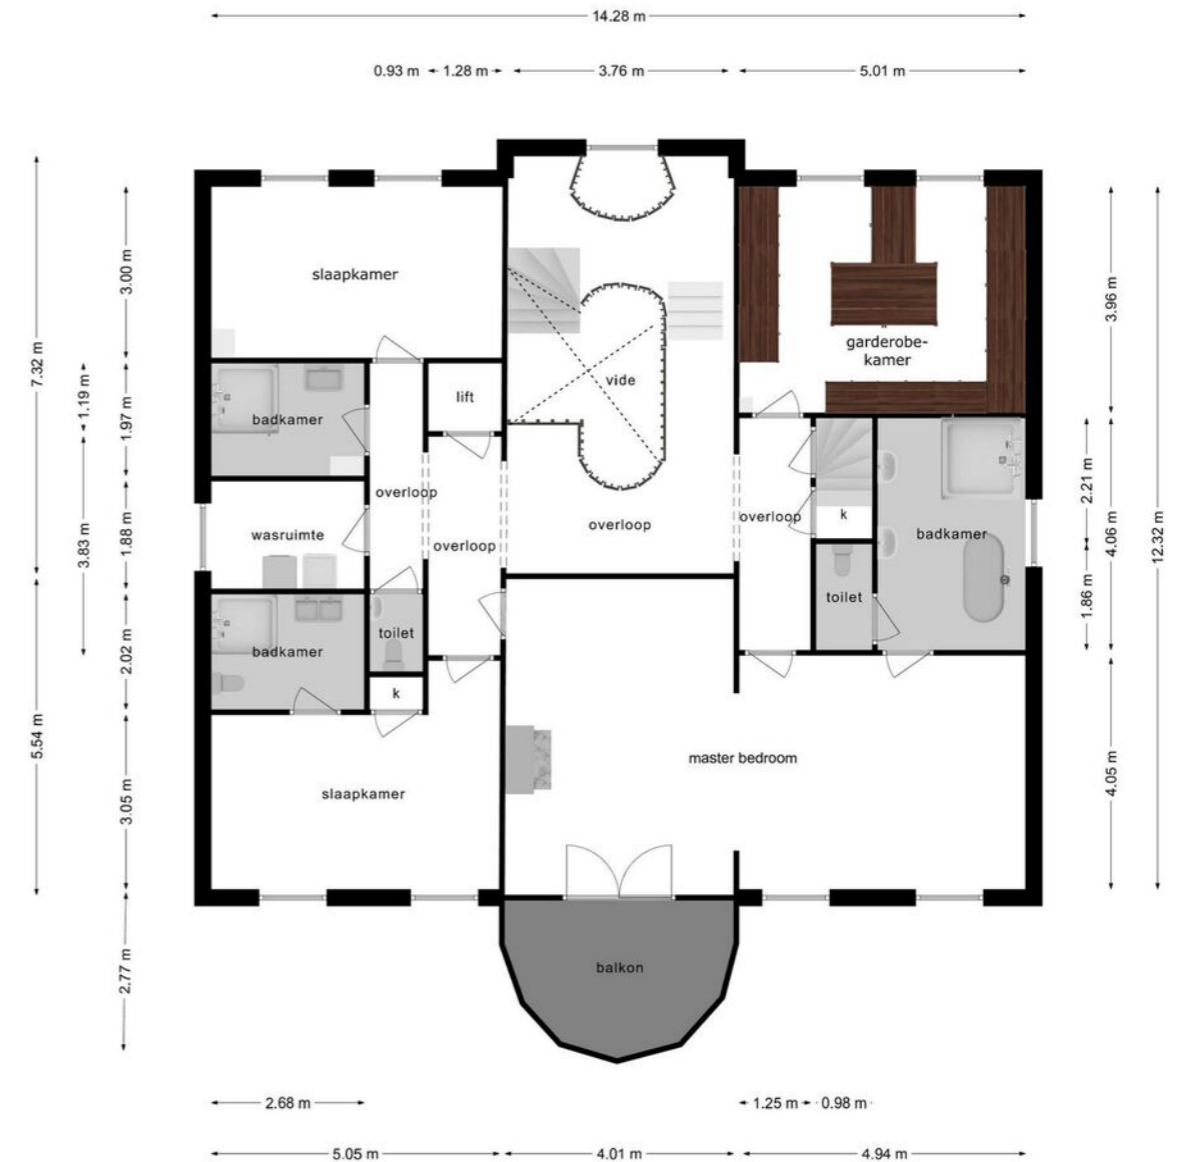 14.28 m
0.93 m
1.28 m
3.76 m
5.01 m
7.32 m
5.54 m
1.19 m
3.83 m
3.00 m
1.97 m
1.88 m
2.02 m
3.05 m
2.77 m
slaapkamer
badkamer
lift
vide
garderobe-
kamer
overloop
overloop
overloop
overloop
wasruimte
k
badkamer
toilet
badkamer
toilet
k
slaapkamer
master bedroom
balkon
3.96 m
4.06 m
4.05 m
2.21 m
1.86 m
12.32 m
2.68 m
1.25 m
0.98 m
5.05 m
4.01 m
4.94 m